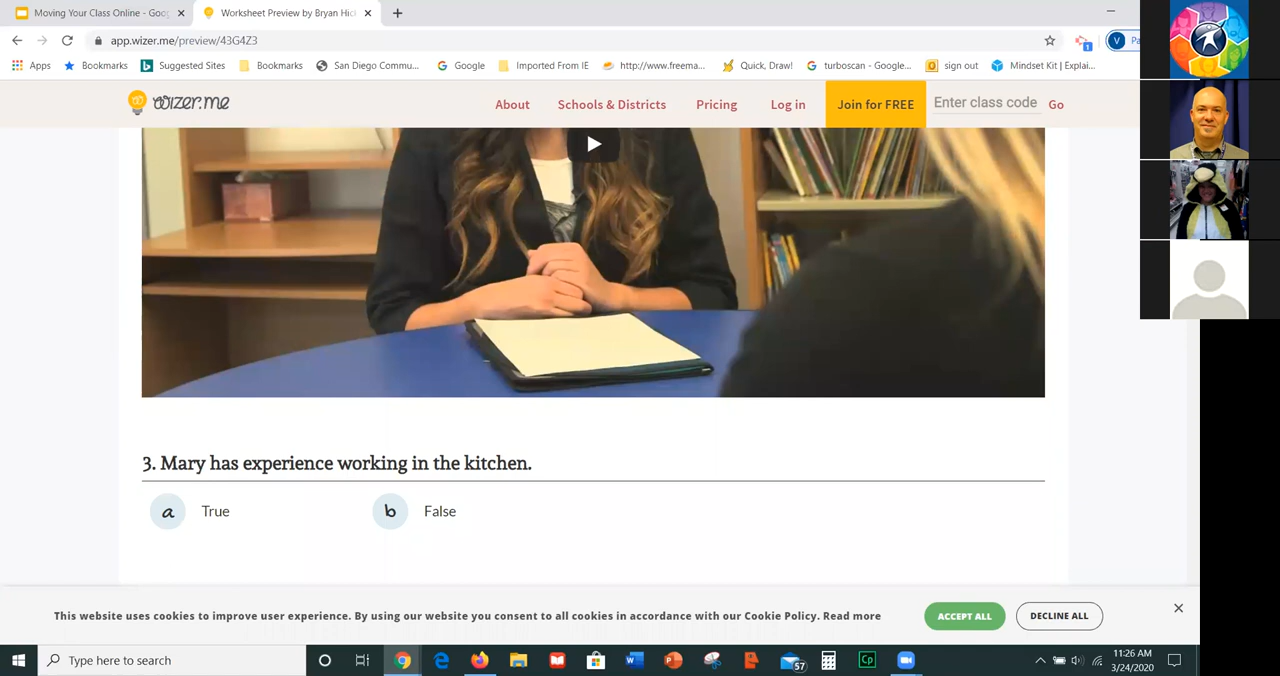 Moving Your Class Online - Goo
Worksheet Preview by Bryan Hic
app.wizer.me/preview/43G4Z3
V Pa
Apps Bookmarks Suggested Sites Bookmarks San Diego Commu... Google Imported From IE http://www.freema... Quick, Draw! turboscan - Google... sign out Mindset Kit | Explai...
1
wizer.me About Schools & Districts Pricing Log in Join for FREE Enter class code Go
3. Mary has experience working in the kitchen.
a True b False
This website uses cookies to improve user experience. By using our website you consent to all cookies in accordance with our Cookie Policy. Read more ACCEPT ALL DECLINE ALL
Type here to search
57
Cp
11:26 AM
3/24/2020